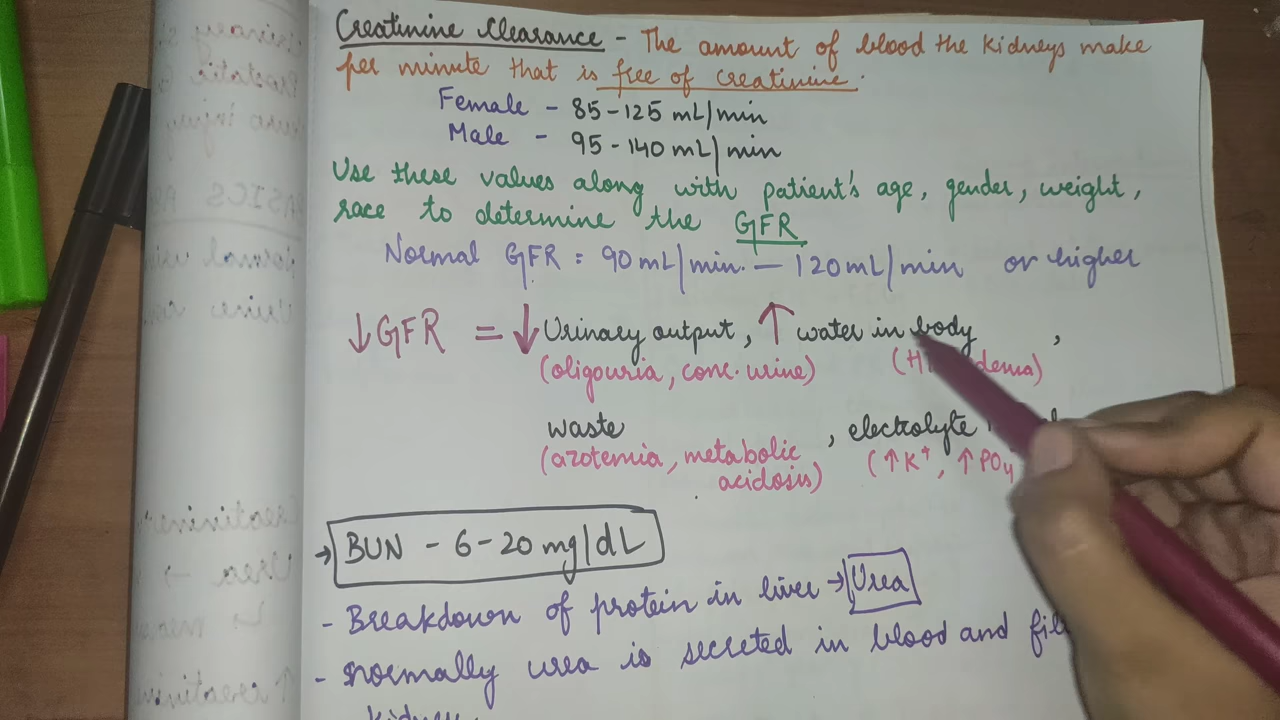 Creatinine Clearance - The amount of blood the kidneys make
per minute that is free of creatinine.
Female - 85-125 mL/min
Male - 95-140 mL/min
Use these values along with patient's age, gender, weight,
race to determine the GFR
Normal GFR = 90 mL/min. — 120 mL/min or higher
↓ GFR = ↓ Urinary output, ↑ water in body ,
(oligouria, conc. urine) (H dema)
waste , electrolyte
(azotemia, metabolic acidosis) (↑K+, ↑PO4
→ BUN - 6-20 mg/dL
- Breakdown of protein in liver → Urea
- normally urea is secreted in blood and fil
kidney